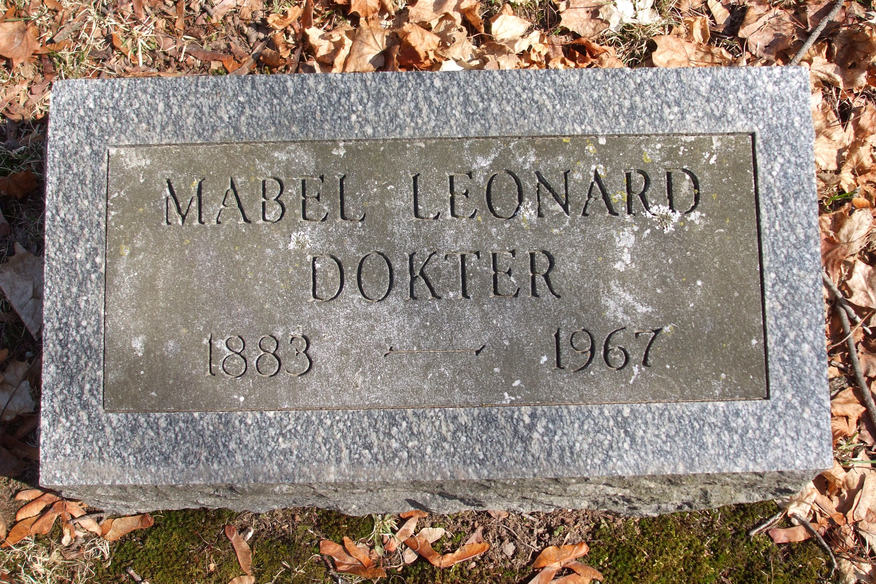 MABEL LEONARD
DOKTER
1883 — 1967